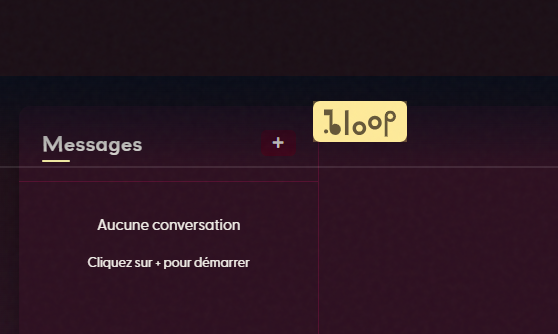 Messages
+
bloop
Aucune conversation
Cliquez sur + pour démarrer